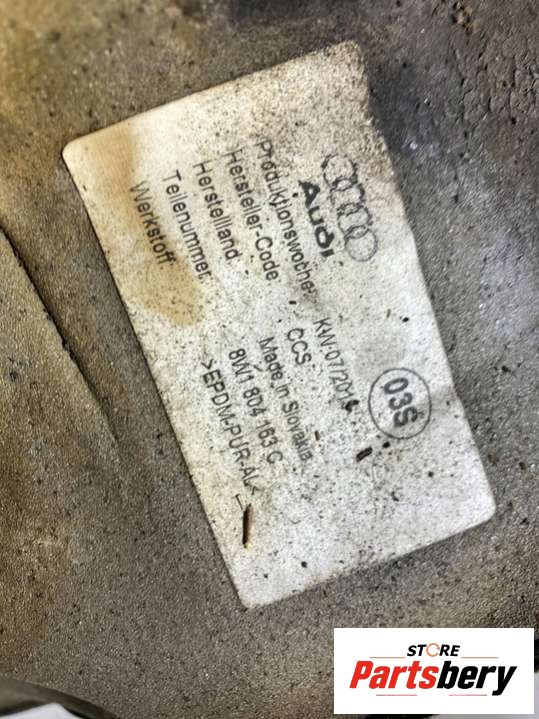 Audi
Produktionswoche: KW-07/201
Hersteller-Code CCS
Herstellland: Made in Slovakia
Teilenummer: 8W1 804 163 C
Werkstoff: >EPDM-PUR-AL<
03S
STORE
Partsbery